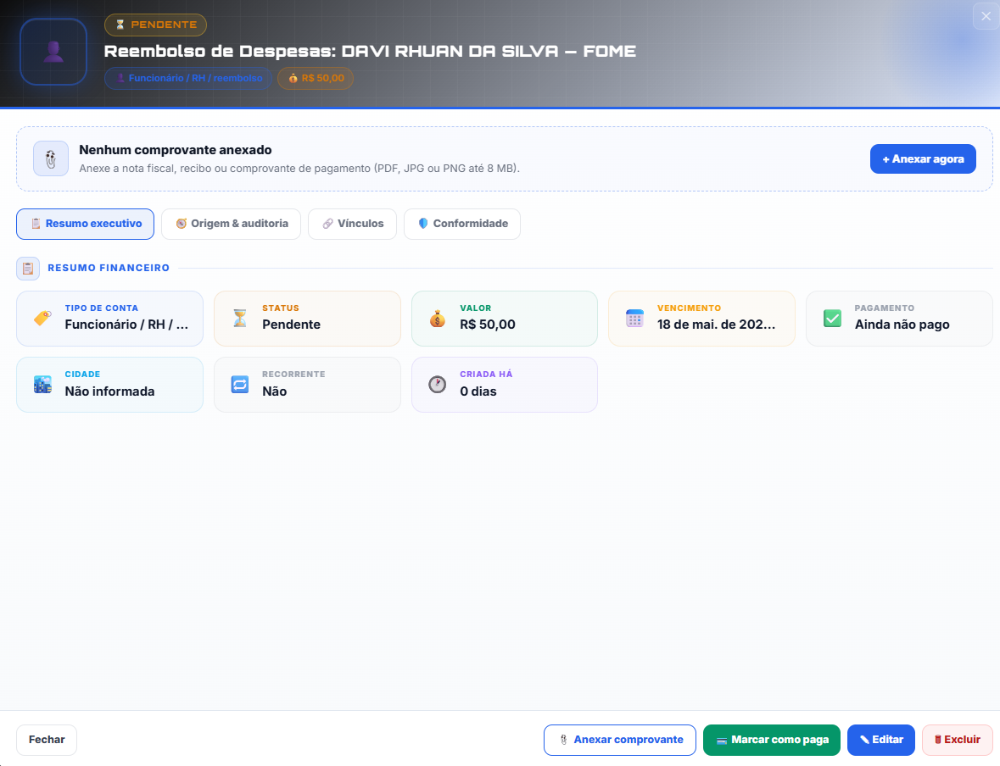 PENDENTE
Reembolso de Despesas: DAVI RHUAN DA SILVA — FOME
Funcionário / RH / reembolso
R$ 50,00
Nenhum comprovante anexado
Anexe a nota fiscal, recibo ou comprovante de pagamento (PDF, JPG ou PNG até 8 MB).
+ Anexar agora
Resumo executivo
Origem & auditoria
Vínculos
Conformidade
RESUMO FINANCEIRO
TIPO DE CONTA
Funcionário / RH / ...
STATUS
Pendente
VALOR
R$ 50,00
VENCIMENTO
18 de mai. de 202...
PAGAMENTO
Ainda não pago
CIDADE
Não informada
RECORRENTE
Não
CRIADA HÁ
0 dias
Fechar
Anexar comprovante
Marcar como paga
Editar
Excluir